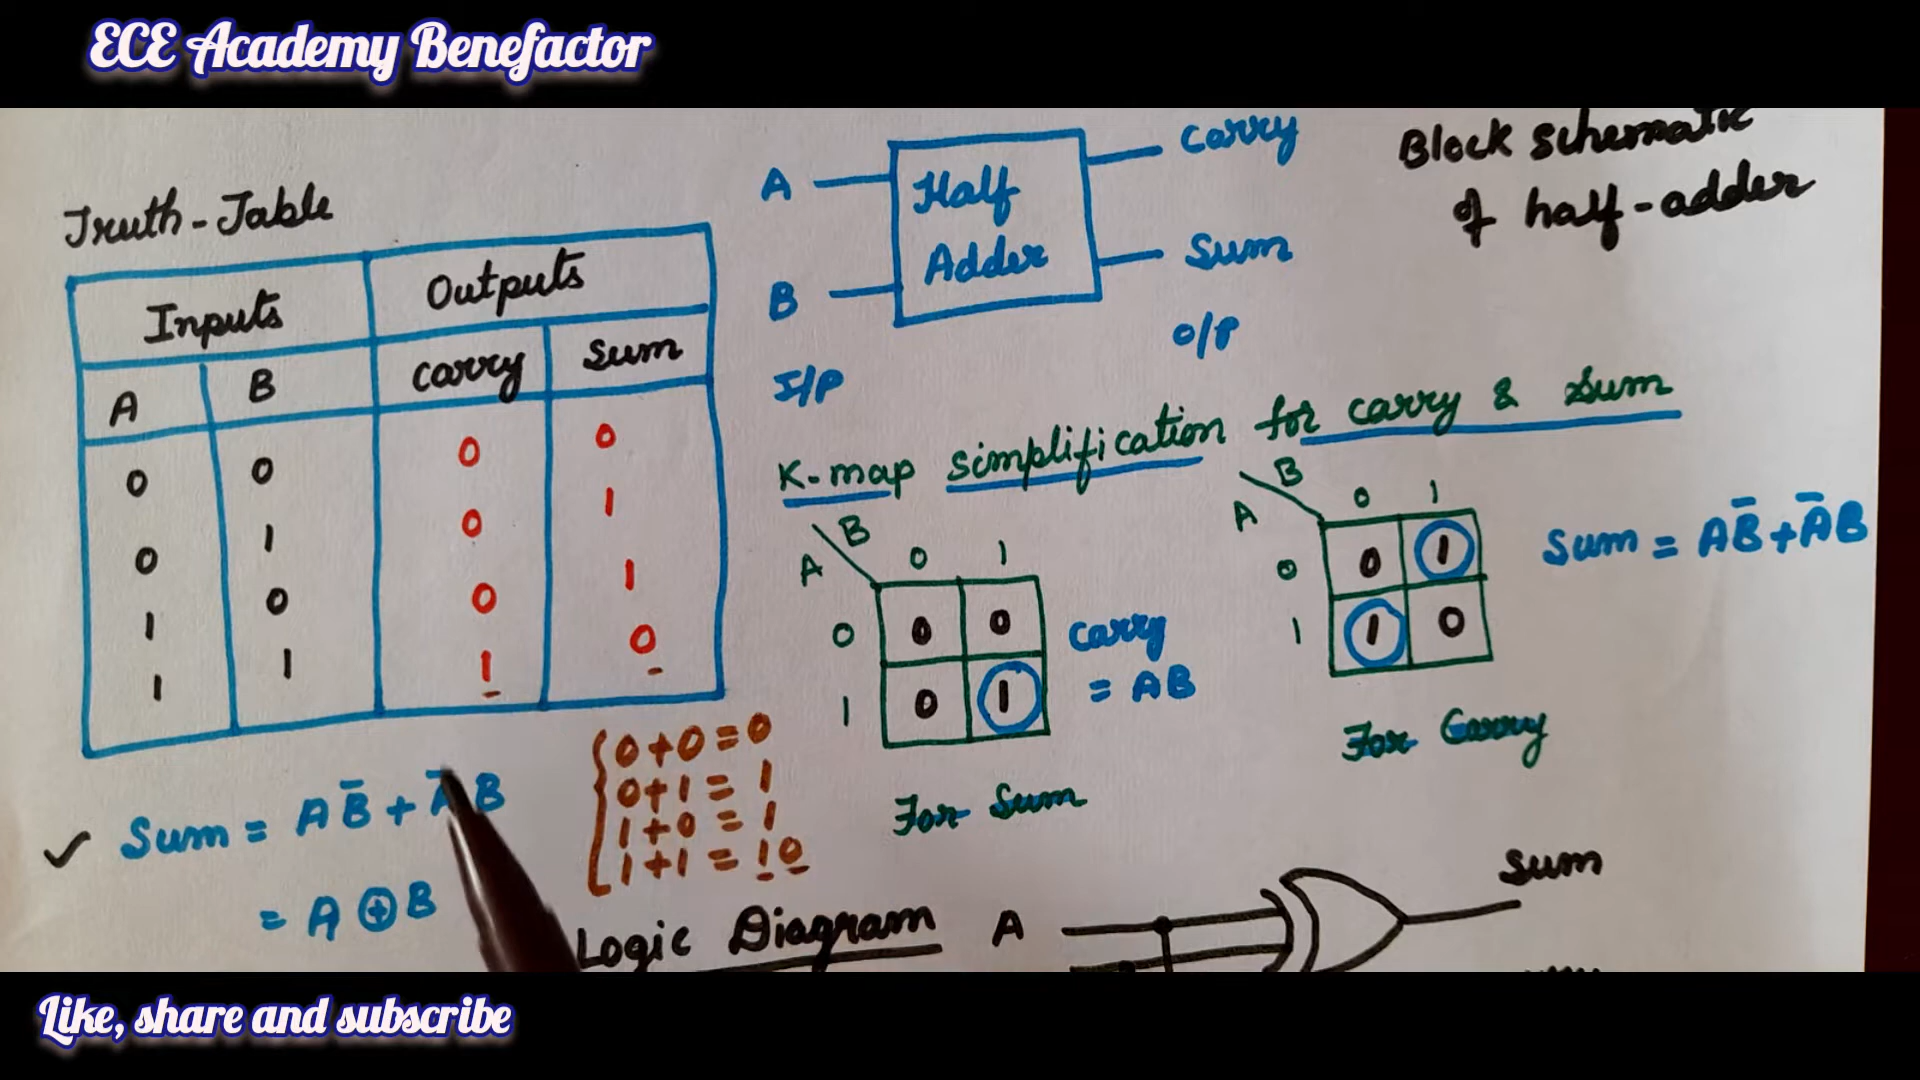 ECE Academy Benefactor
Truth-Table
Inputs Outputs
A B carry sum
0 0 0 0
0 1 0 1
1 0 0 1
1 1 1 0
Sum = AB̅ + A̅B
= A ⊕ B
{0+0=0
0+1=1
1+0=1
1+1=10
A Half Adder carry
B Sum
I/P O/P
Block schematic
of half-adder
K-map simplification for carry & Sum
B
A 0 1
0 0 0
1 0 1
carry
= AB
For Sum
B
A 0 1
0 0 1
1 1 0
Sum = AB̅+A̅B
For Carry
Logic Diagram A Sum
Like, share and subscribe